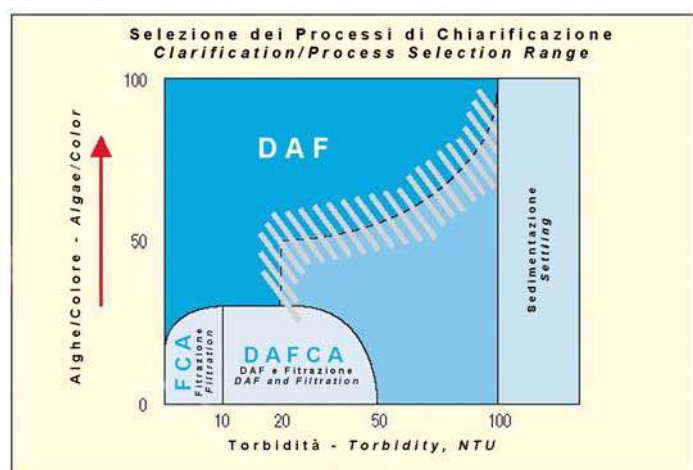 Selezione dei Processi di Chiarificazione
Clarification/Process Selection Range
100
50
0
Alghe/Colore - Algae/Color
DAF
FCA
Filtrazione
Filtration
DAFCA
DAF e Fitrazione
DAF and Filtration
Sedimentazione
Settling
10
20
50
100
Torbidità - Torbidity, NTU